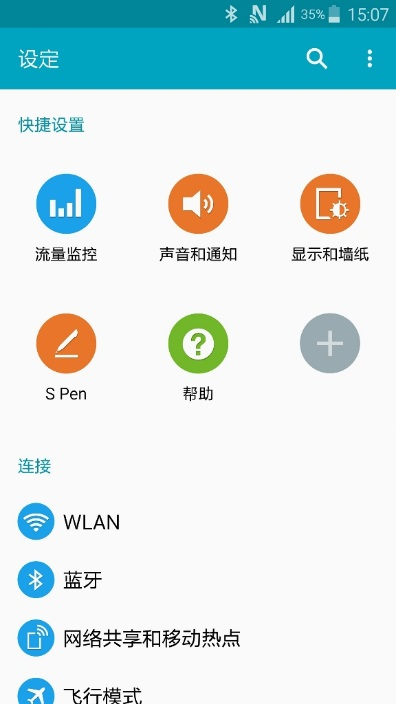 35% 15:07
设定
快捷设置
流量监控 声音和通知 显示和墙纸
S Pen 帮助
连接
WLAN
蓝牙
网络共享和移动热点
飞行模式